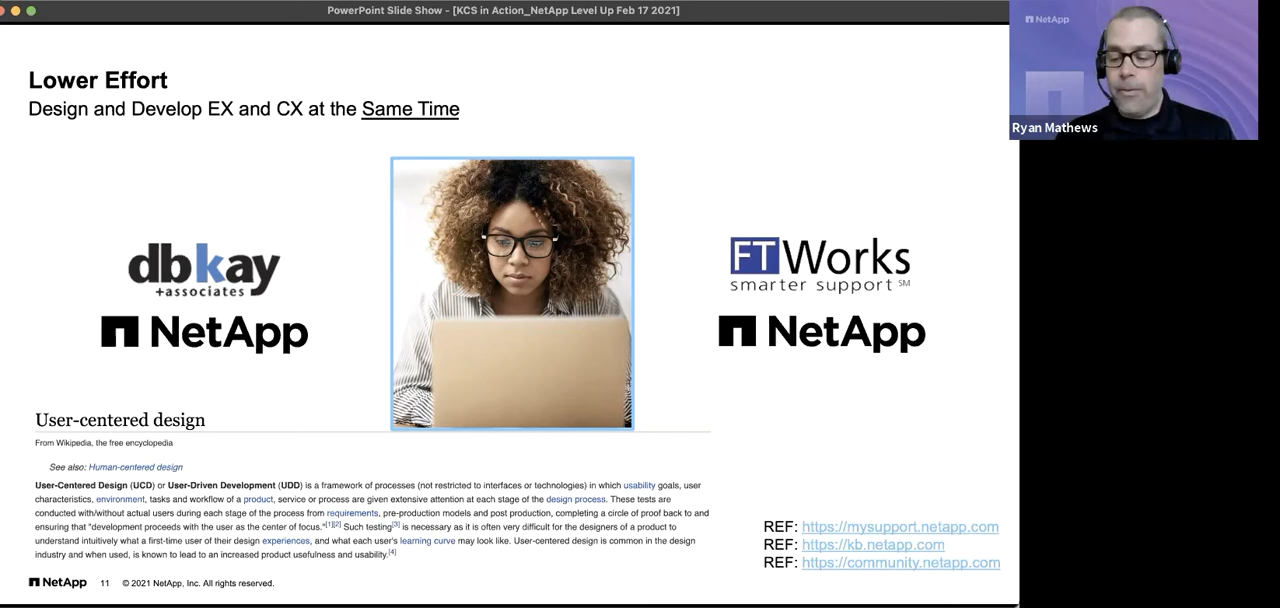 PowerPoint Slide Show - [KCS in Action_NetApp Level Up Feb 17 2021]
NetApp
Ryan Mathews
Lower Effort
Design and Develop EX and CX at the Same Time
dbkay
+associates
NetApp
FTWorks
smarter support SM
NetApp
User-centered design
From Wikipedia, the free encyclopedia
See also: Human-centered design
User-Centered Design (UCD) or User-Driven Development (UDD) is a framework of processes (not restricted to interfaces or technologies) in which usability goals, user
characteristics, environment, tasks and workflow of a product, service or process are given extensive attention at each stage of the design process. These tests are
conducted with/without actual users during each stage of the process from requirements, pre-production models and post production, completing a circle of proof back to and
ensuring that "development proceeds with the user as the center of focus."[1][2] Such testing[3] is necessary as it is often very difficult for the designers of a product to
understand intuitively what a first-time user of their design experiences, and what each user's learning curve may look like. User-centered design is common in the design
industry and when used, is known to lead to an increased product usefulness and usability.[4]
REF: https://mysupport.netapp.com
REF: https://kb.netapp.com
REF: https://community.netapp.com
NetApp 11 © 2021 NetApp, Inc. All rights reserved.